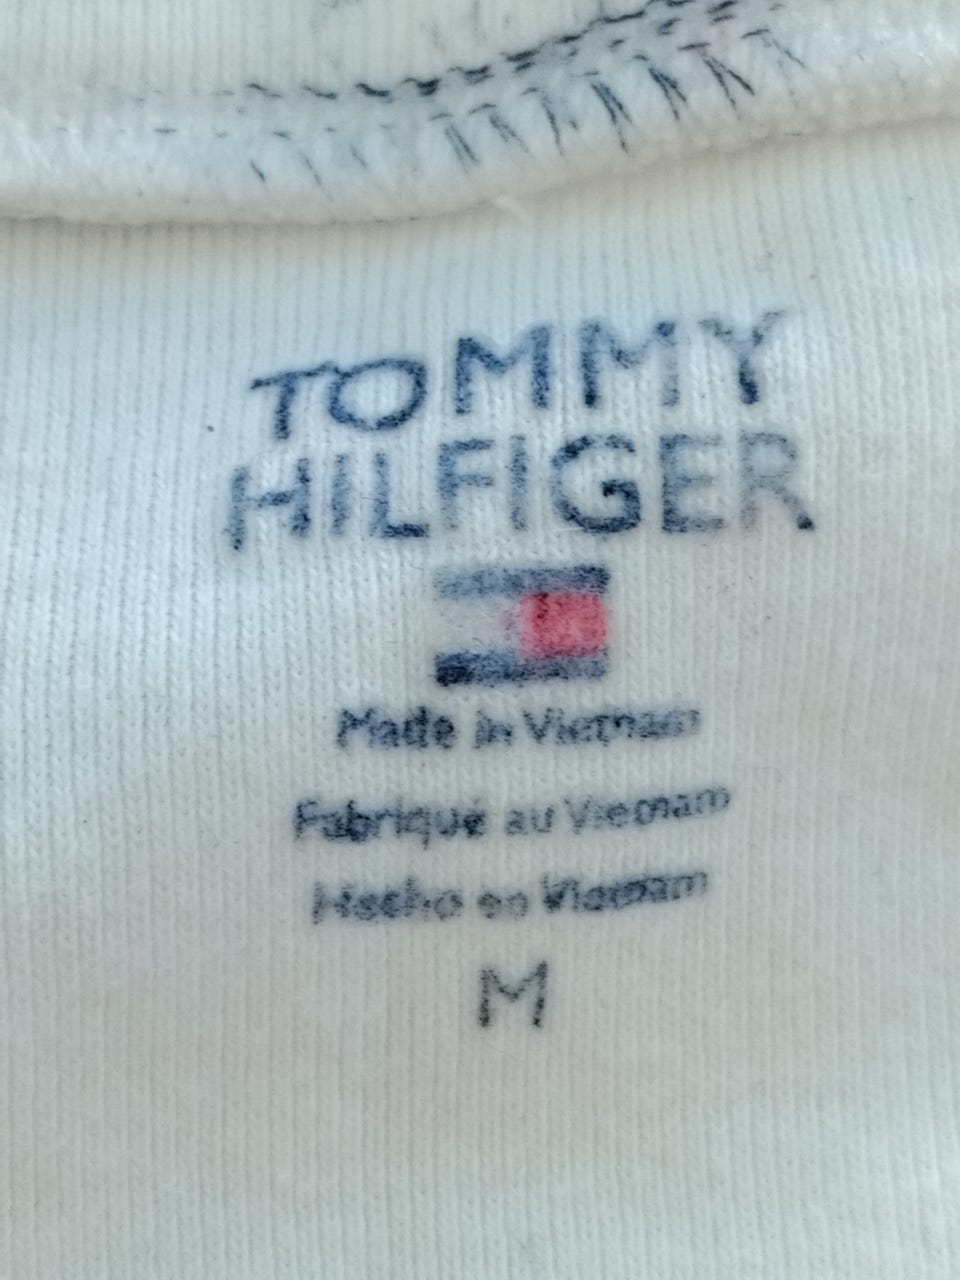 TOMMY
HILFIGER
Made in Vietnam
Fabriqué au Vietnam
Hecho en Vietnam
M